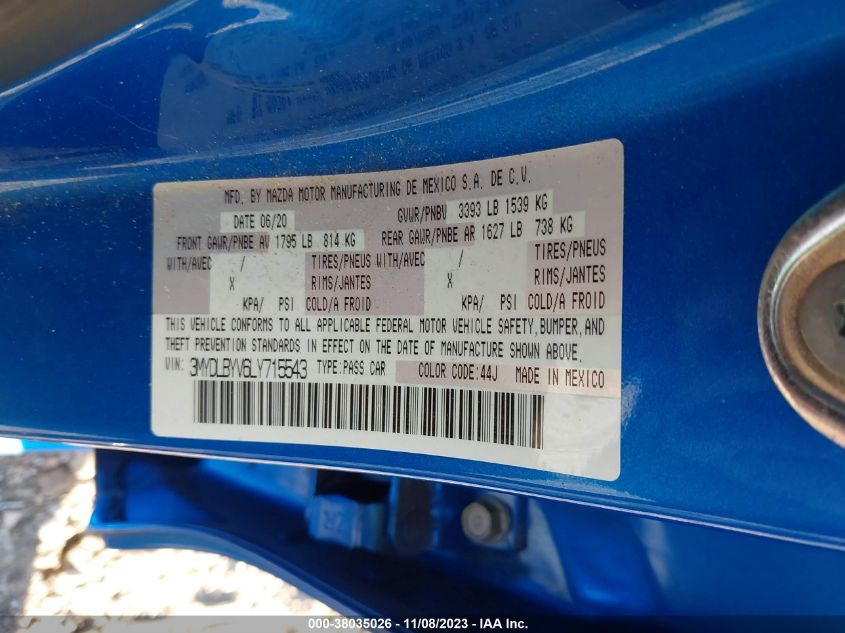 MFD. BY MAZDA MOTOR MANUFACTURING DE MEXICO S.A. DE C.V.
DATE 06/20 GVWR/PNBV 3393 LB 1539 KG
FRONT GAWR/PNBE AV 1795 LB 814 KG REAR GAWR/PNBE AR 1627 LB 738 KG
WITH/AVEC / TIRES/PNEUS WITH/AVEC / TIRES/PNEUS
X RIMS/JANTES X RIMS/JANTES
KPA/ PSI COLD/A FROID KPA/ PSI COLD/A FROID
THIS VEHICLE CONFORMS TO ALL APPLICABLE FEDERAL MOTOR VEHICLE SAFETY, BUMPER, AND
THEFT PREVENTION STANDARDS IN EFFECT ON THE DATE OF MANUFACTURE SHOWN ABOVE.
VIN: 3MYDLBYV6LY715543 TYPE:PASS CAR COLOR CODE:44J MADE IN MEXICO
000-38035026 - 11/08/2023 - IAA Inc.